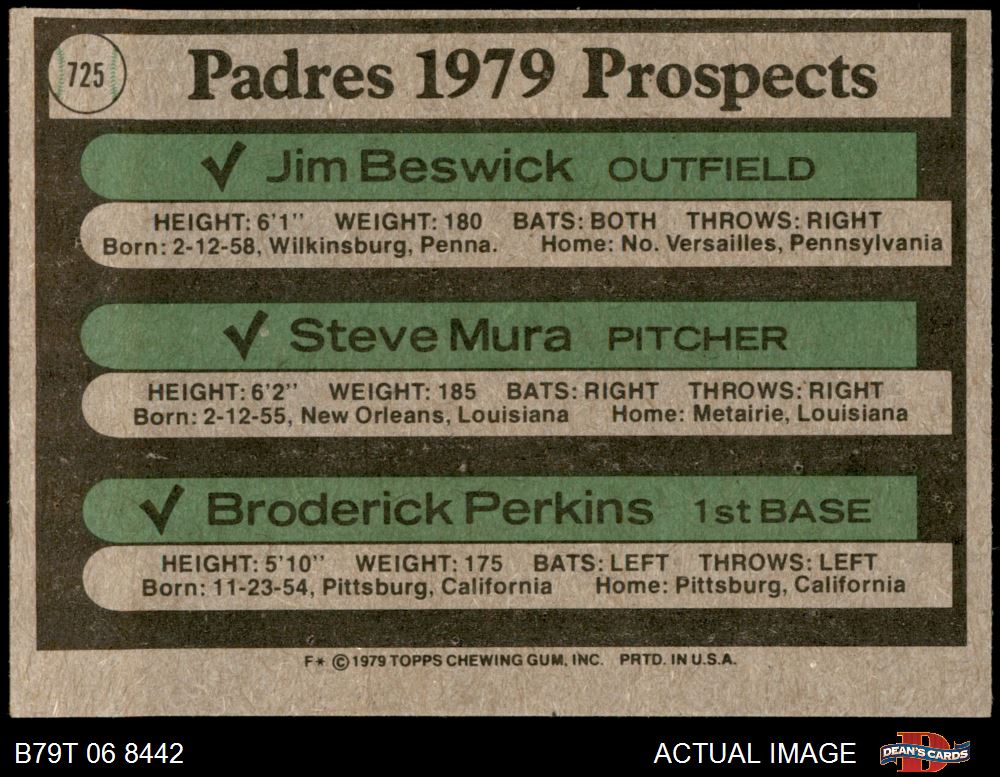 725
Padres 1979 Prospects
✓ Jim Beswick OUTFIELD
HEIGHT: 6'1" WEIGHT: 180 BATS: BOTH THROWS: RIGHT
Born: 2-12-58, Wilkinsburg, Penna. Home: No. Versailles, Pennsylvania
✓ Steve Mura PITCHER
HEIGHT: 6'2" WEIGHT: 185 BATS: RIGHT THROWS: RIGHT
Born: 2-12-55, New Orleans, Louisiana Home: Metairie, Louisiana
✓ Broderick Perkins 1st BASE
HEIGHT: 5'10" WEIGHT: 175 BATS: LEFT THROWS: LEFT
Born: 11-23-54, Pittsburg, California Home: Pittsburg, California
F* © 1979 TOPPS CHEWING GUM, INC. PRTD. IN U.S.A.
B79T 06 8442 ACTUAL IMAGE DEAN'S CARDS